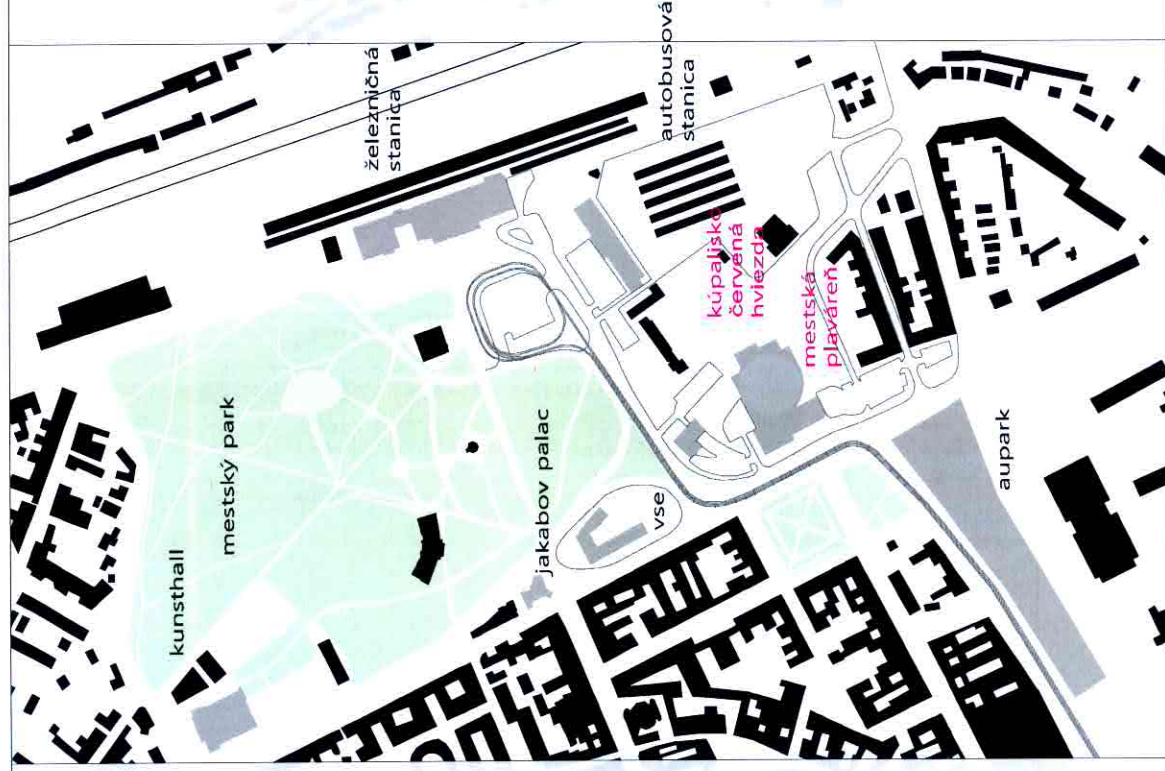 kunsthall
mestský park
železničná
stanica
jakabov palac
vse
autobusová
stanica
kúpalisko
červená
hviezda
mestská
plaváreň
aupark